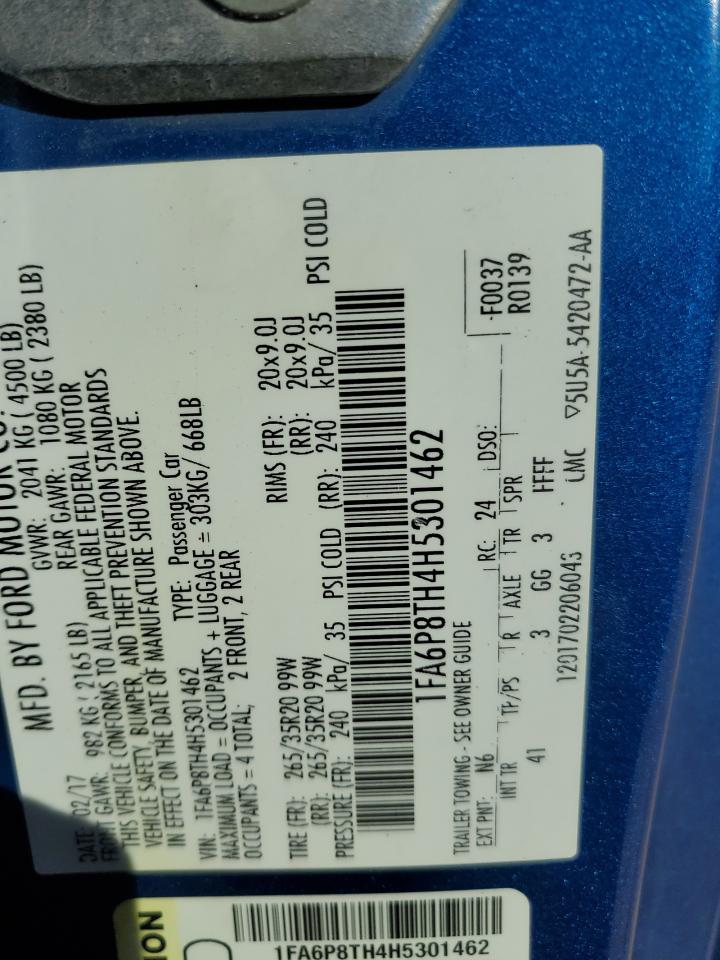 MFD. BY FORD MOTOR CO.
DATE: 02/17 GVWR: 2041 KG ( 4500 LB)
FRONT GAWR: 982 KG ( 2165 LB) REAR GAWR: 1080 KG ( 2380 LB)
THIS VEHICLE CONFORMS TO ALL APPLICABLE FEDERAL MOTOR
VEHICLE SAFETY, BUMPER, AND THEFT PREVENTION STANDARDS
IN EFFECT ON THE DATE OF MANUFACTURE SHOWN ABOVE.
VIN: 1FA6P8TH4H5301462 TYPE: Passenger Car
MAXIMUM LOAD = OCCUPANTS + LUGGAGE = 303KG/ 668LB
OCCUPANTS = 4 TOTAL; 2 FRONT, 2 REAR
TIRE (FR): 265/35R20 99W RIMS (FR): 20x9.0J
(RR): 265/35R20 99W (RR): 20x9.0J
PRESSURE (FR): 240 kPa/ 35 PSI COLD (RR): 240 kPa/ 35 PSI COLD
1FA6P8TH4H5301462
TRAILER TOWING - SEE OWNER GUIDE F0037
EXT PNT: N6 RC: 24 DSO: R0139
INT TR TP/PS R AXLE TR SPR
41 3 GG 3 FFFF
12017022060​43 UMC ▽5U5A-5420472-AA
ION
1FA6P8TH4H5301462